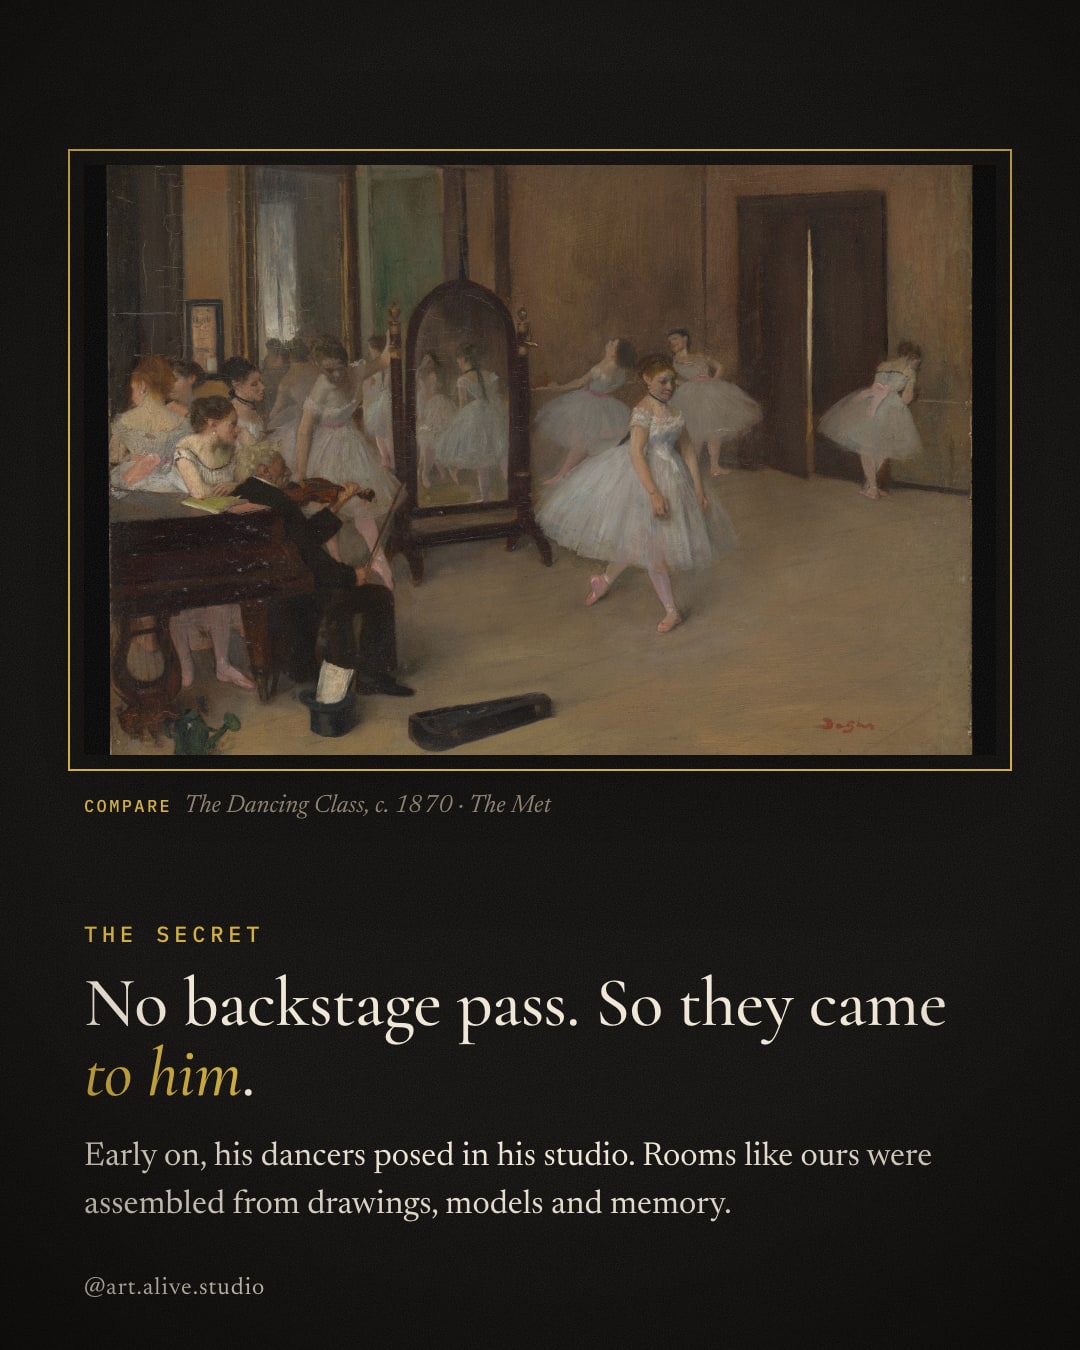 Degas
COMPARE The Dancing Class, c. 1870 · The Met
THE SECRET
No backstage pass. So they came
to him.
Early on, his dancers posed in his studio. Rooms like ours were
assembled from drawings, models and memory.
@art.alive.studio